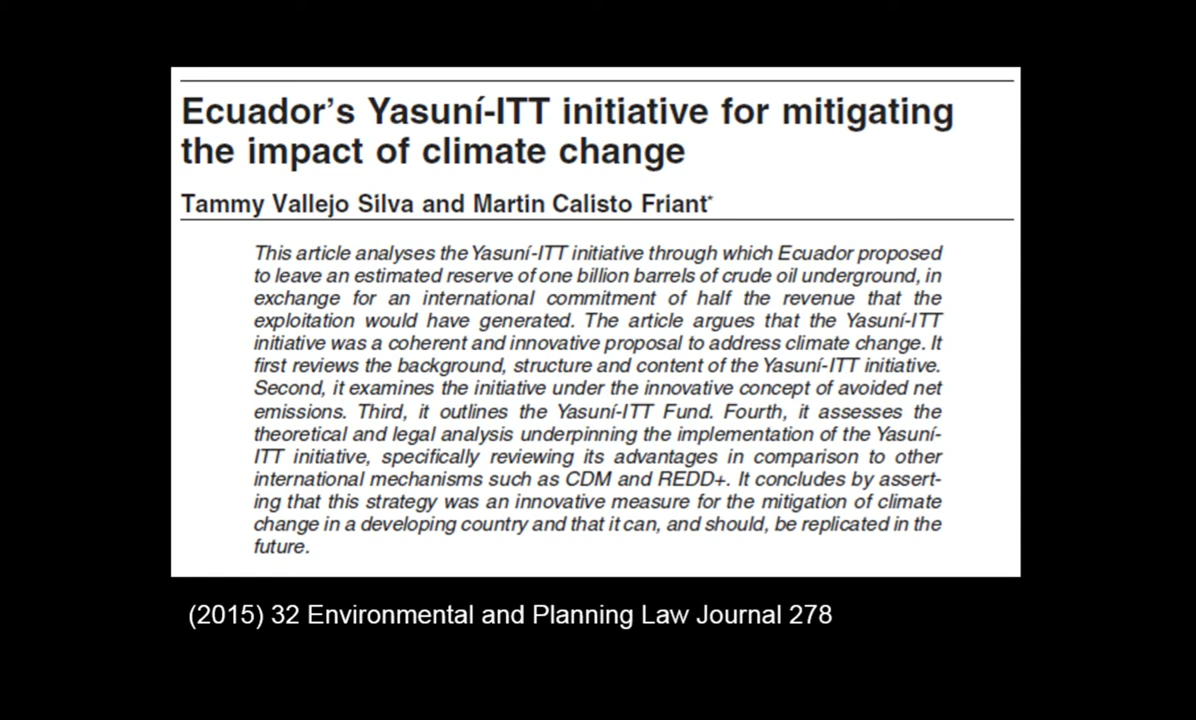 Ecuador's Yasuní-ITT initiative for mitigating
the impact of climate change
Tammy Vallejo Silva and Martin Calisto Friant*
This article analyses the Yasuní-ITT initiative through which Ecuador proposed
to leave an estimated reserve of one billion barrels of crude oil underground, in
exchange for an international commitment of half the revenue that the
exploitation would have generated. The article argues that the Yasuní-ITT
initiative was a coherent and innovative proposal to address climate change. It
first reviews the background, structure and content of the Yasuní-ITT initiative.
Second, it examines the initiative under the innovative concept of avoided net
emissions. Third, it outlines the Yasuní-ITT Fund. Fourth, it assesses the
theoretical and legal analysis underpinning the implementation of the Yasuní-
ITT initiative, specifically reviewing its advantages in comparison to other
international mechanisms such as CDM and REDD+. It concludes by assert-
ing that this strategy was an innovative measure for the mitigation of climate
change in a developing country and that it can, and should, be replicated in the
future.
(2015) 32 Environmental and Planning Law Journal 278